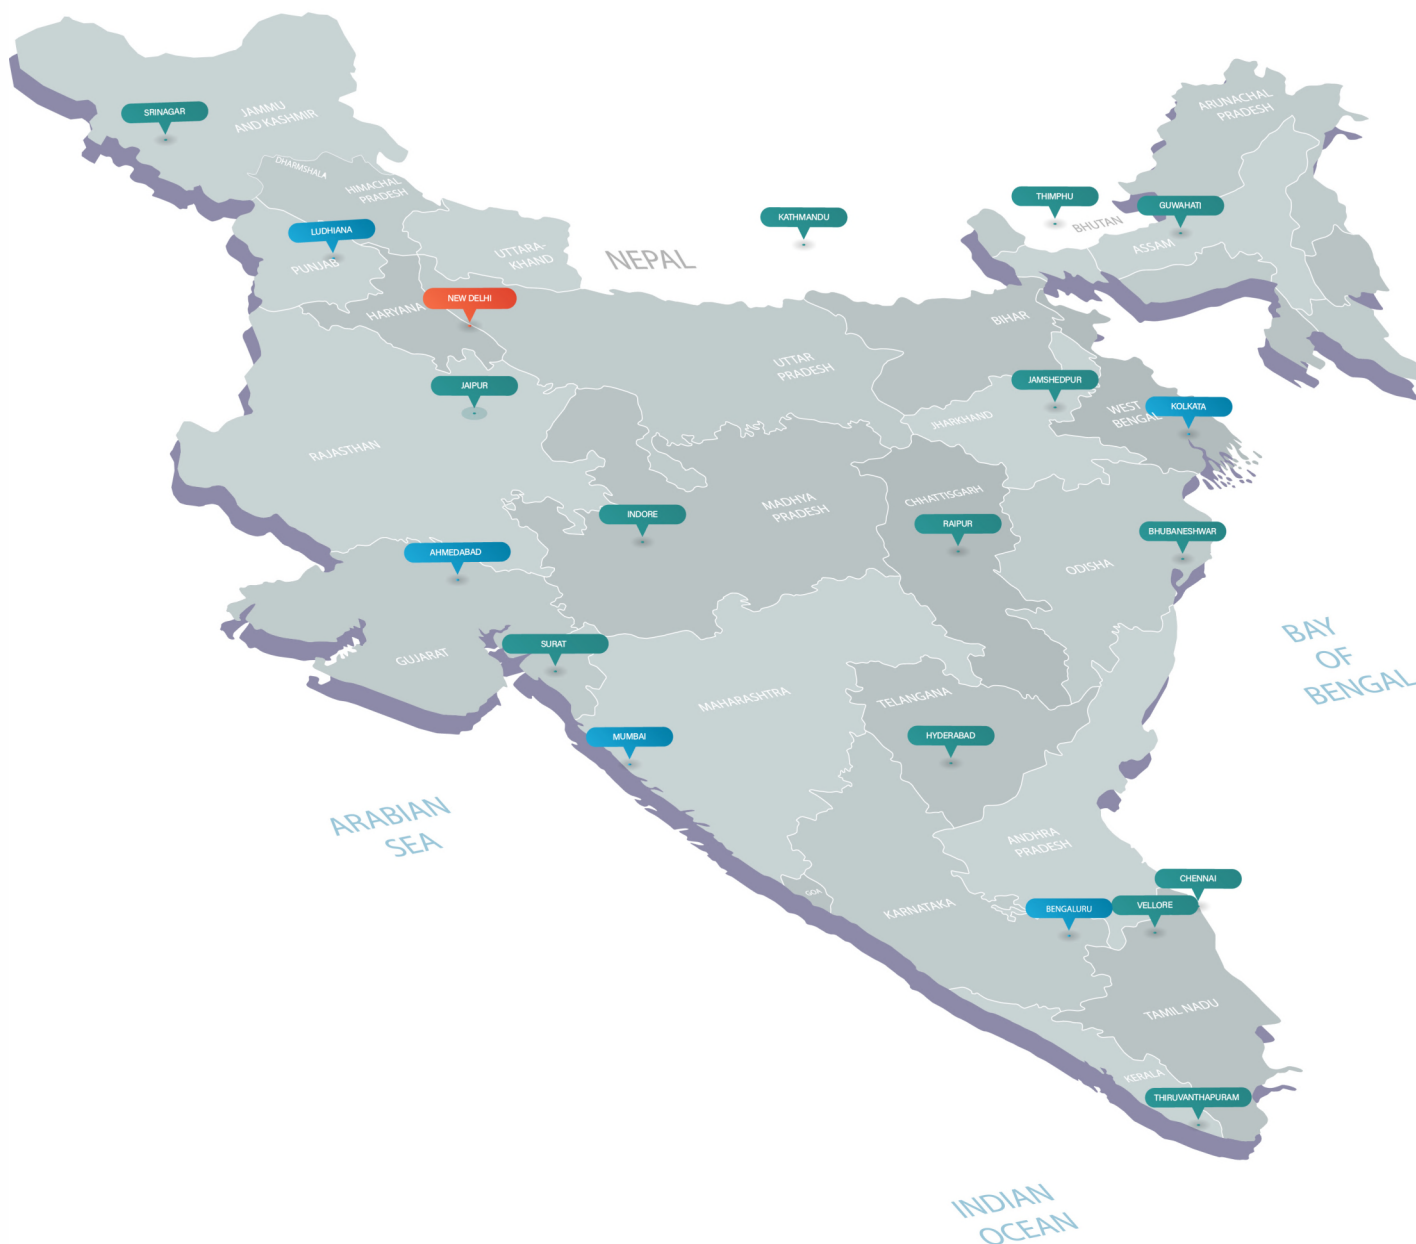 SRINAGAR
JAMMU
AND KASHMIR
ARUNACHAL
PRADESH
DHARMSHALA
HIMACHAL
PRADESH
THIMPHU
GUWAHATI
KATHMANDU
BHUTAN
LUDHIANA
ASSAM
UTTARA-
KHAND
NEPAL
PUNJAB
NEW DELHI
HARYANA
BIHAR
UTTAR
PRADESH
JAIPUR
JAMSHEDPUR
KOLKATA
WEST
BENGAL
JHARKHAND
RAJASTHAN
MADHYA
PRADESH
CHHATTISGARH
INDORE
RAIPUR
BHUBANESHWAR
AHMEDABAD
ODISHA
BAY
OF
BENGAL
SURAT
GUJARAT
MAHARASHTRA
TELANGANA
MUMBAI
HYDERABAD
ARABIAN
SEA
ANDHRA
PRADESH
CHENNAI
GOA
KARNATAKA
BENGALURU
VELLORE
TAMIL NADU
KERALA
THIRUVANTHAPURAM
INDIAN
OCEAN